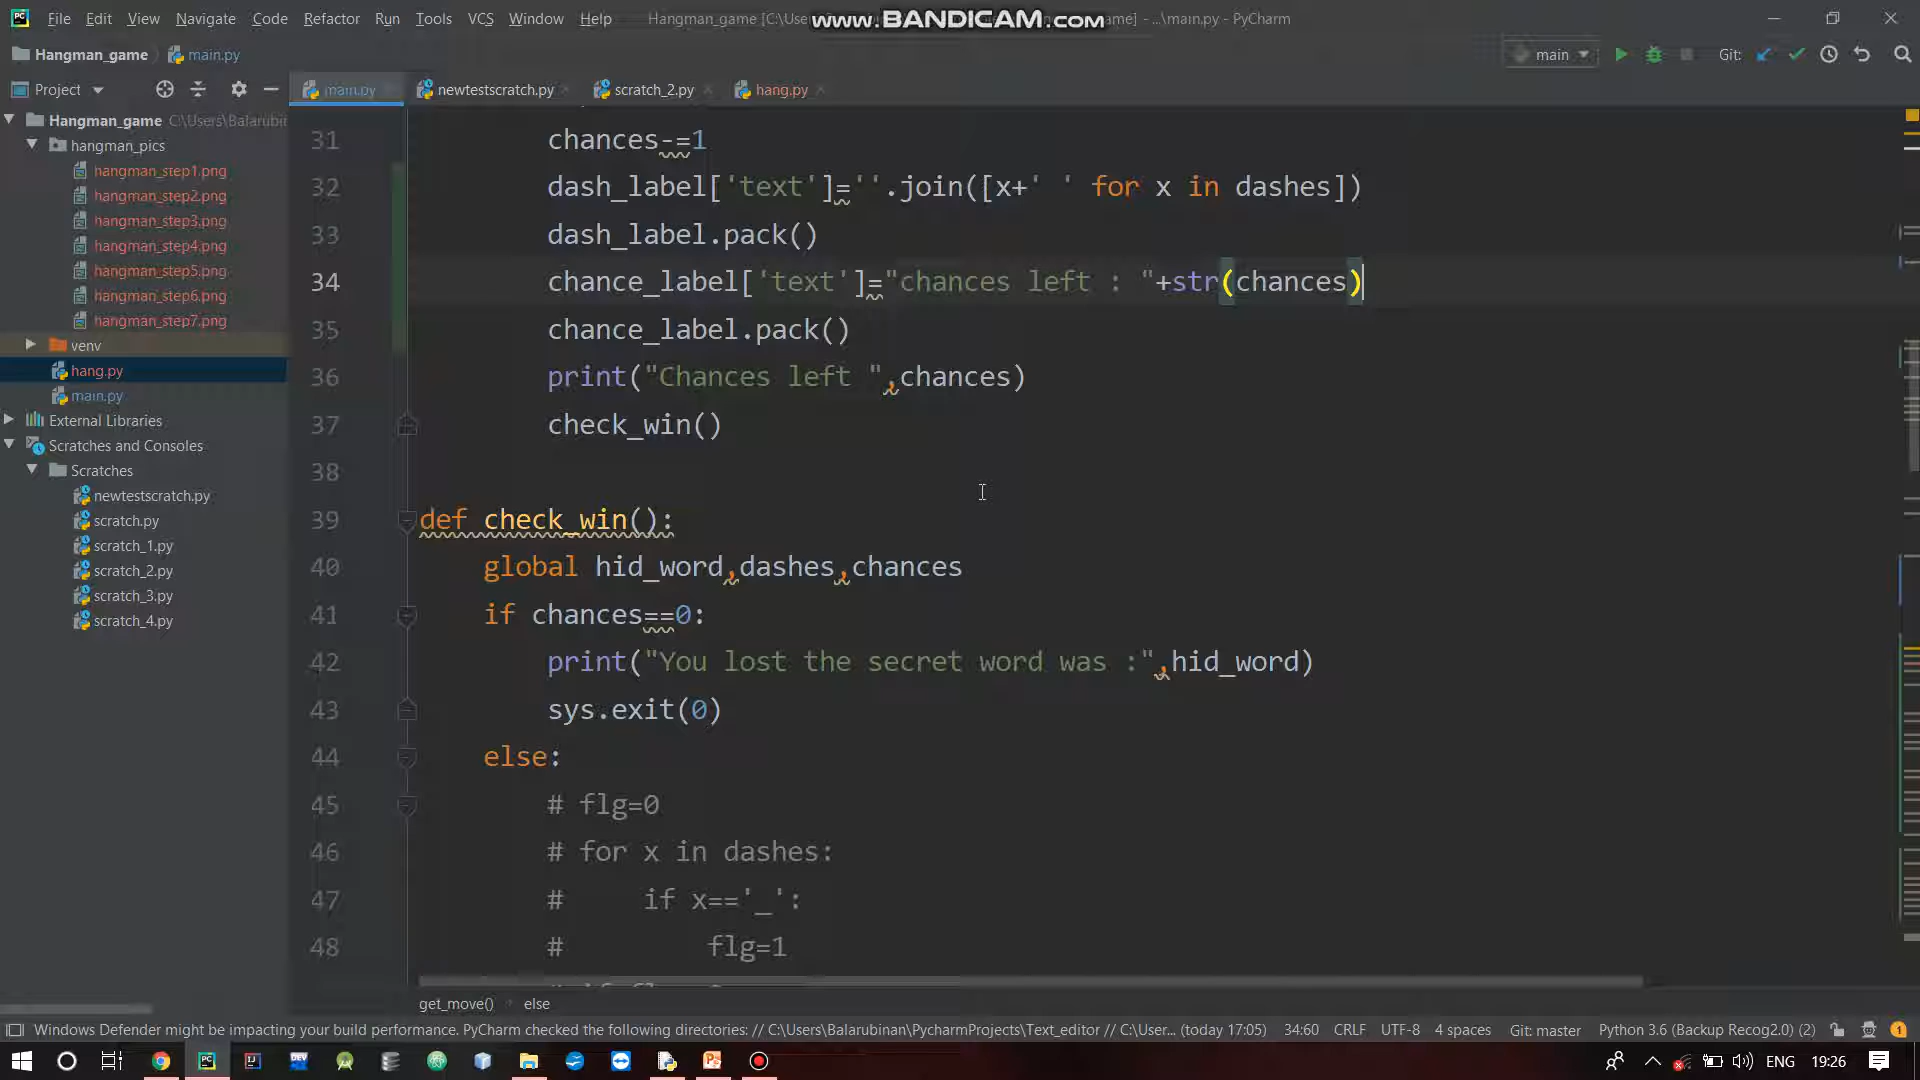 File Edit View Navigate Code Refactor Run Tools VCS Window Help Hangman_game [C:\Users\ www.BANDICAM.com game] - ...\main.py - PyCharm
Hangman_game main.py main Git:
Project main.py newtestscratch.py scratch_2.py hang.py
Hangman_game C:\Users\Balarubin
hangman_pics
hangman_step1.png
hangman_step2.png
hangman_step3.png
hangman_step4.png
hangman_step5.png
hangman_step6.png
hangman_step7.png
venv
hang.py
main.py
External Libraries
Scratches and Consoles
Scratches
newtestscratch.py
scratch.py
scratch_1.py
scratch_2.py
scratch_3.py
scratch_4.py
31 chances-=1
32 dash_label['text']=''.join([x+' ' for x in dashes])
33 dash_label.pack()
34 chance_label['text']="chances left : "+str(chances)
35 chance_label.pack()
36 print("Chances left ",chances)
37 check_win()
38
39 def check_win():
40 global hid_word,dashes,chances
41 if chances==0:
42 print("You lost the secret word was :",hid_word)
43 sys.exit(0)
44 else:
45 # flg=0
46 # for x in dashes:
47 # if x=='_':
48 # flg=1
get_move() else
Windows Defender might be impacting your build performance. PyCharm checked the following directories: // C:\Users\Balarubinan\PycharmProjects\Text_editor // C:\User... (today 17:05) 34:60 CRLF UTF-8 4 spaces Git: master Python 3.6 (Backup Recog2.0) (2) 1
ENG 19:26